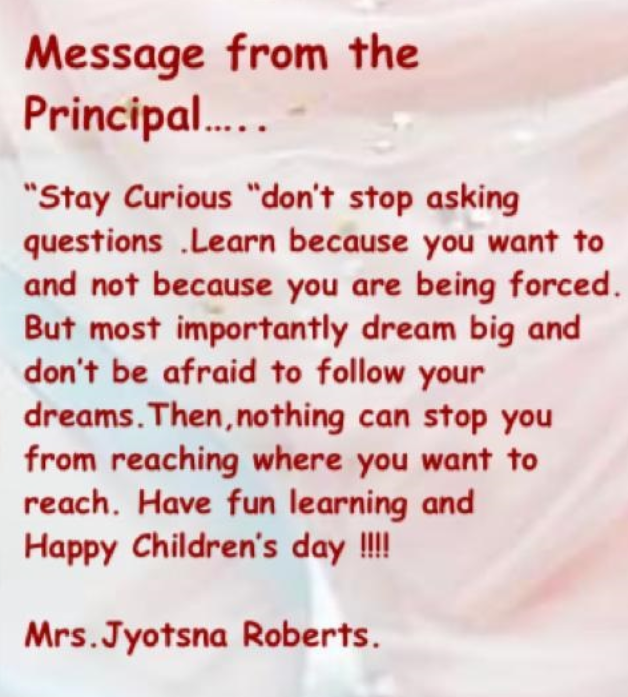 Message from the
Principal.....
“Stay Curious “don't stop asking
questions .Learn because you want to
and not because you are being forced.
But most importantly dream big and
don't be afraid to follow your
dreams.Then,nothing can stop you
from reaching where you want to
reach. Have fun learning and
Happy Children's day !!!!
Mrs.Jyotsna Roberts.